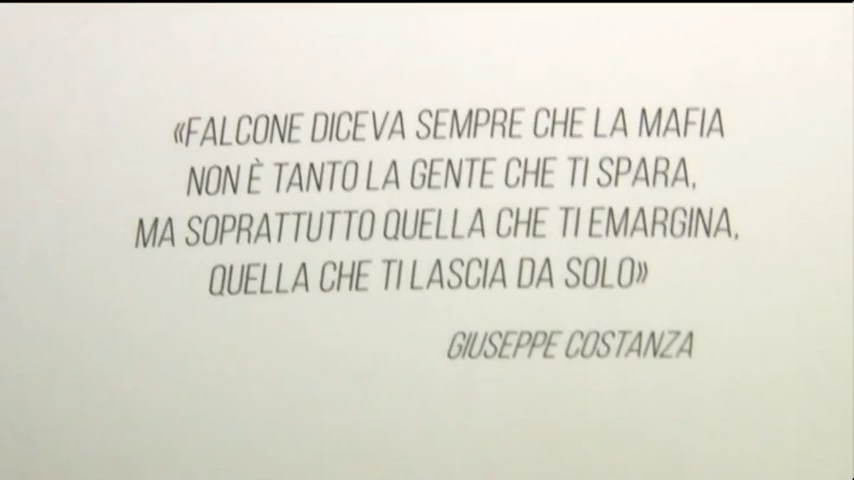 «FALCONE DICEVA SEMPRE CHE LA MAFIA
NON È TANTO LA GENTE CHE TI SPARA,
MA SOPRATTUTTO QUELLA CHE TI EMARGINA,
QUELLA CHE TI LASCIA DA SOLO»
GIUSEPPE COSTANZA